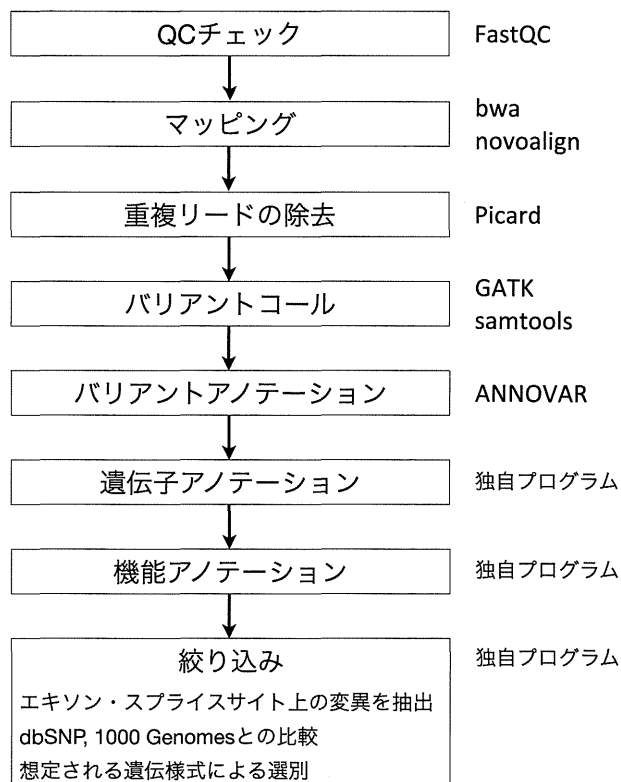 QCチェック
FastQC
マッピング
bwa
novoalign
重複リードの除去
Picard
バリアントコール
GATK
samtools
バリアントアノテーション
ANNOVAR
遺伝子アノテーション
独自プログラム
機能アノテーション
独自プログラム
絞り込み
独自プログラム
エキソン・スプライスサイト上の変異を抽出
dbSNP, 1000 Genomesとの比較
想定される遺伝様式による選別